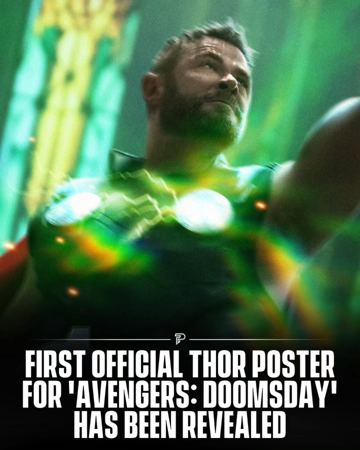 FIRST OFFICIAL THOR POSTER
FOR 'AVENGERS: DOOMSDAY'
HAS BEEN REVEALED